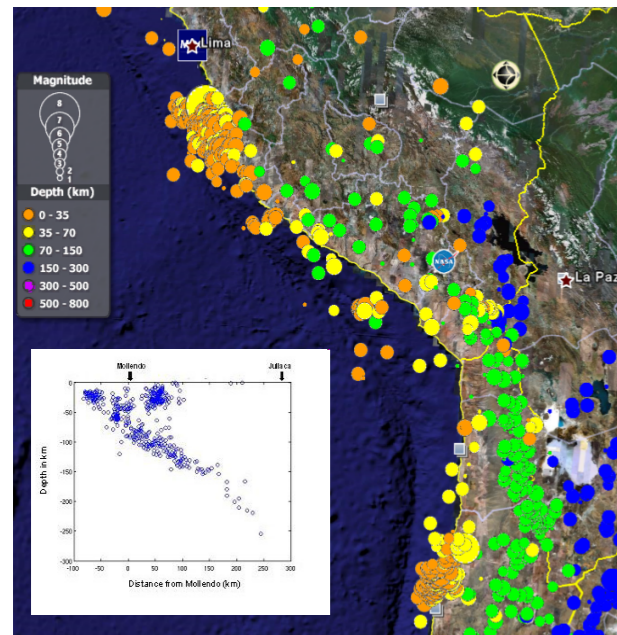 Lima
Magnitude
8
7
6
5
4
3
2
1
Depth (km)
0 - 35
35 - 70
70 - 150
150 - 300
300 - 500
500 - 800
NASA
La Paz
Mollendo
Juliaca
0
-50
-100
-150
-200
-250
-300
Depth in km
-100
-50
0
50
100
150
200
250
300
Distance from Mollendo (km)